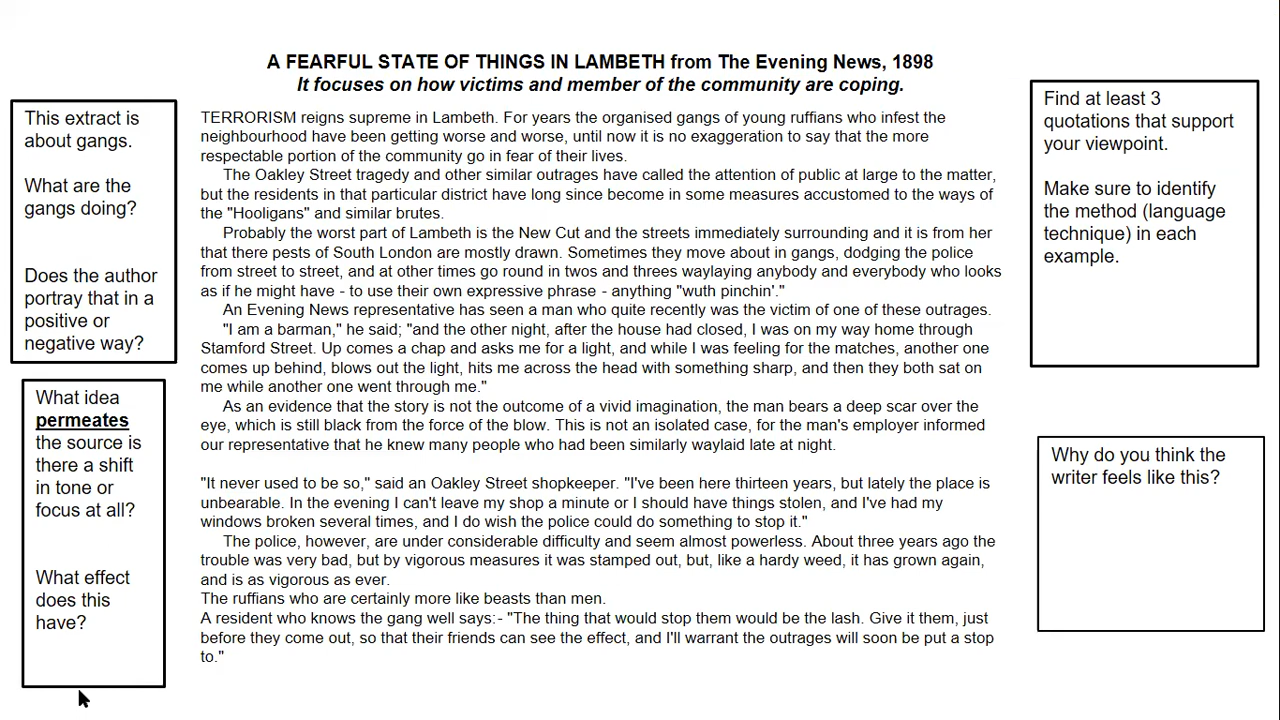 A FEARFUL STATE OF THINGS IN LAMBETH from The Evening News, 1898
It focuses on how victims and member of the community are coping.
This extract is
about gangs.
What are the
gangs doing?
Does the author
portray that in a
positive or
negative way?
What idea
permeates
the source is
there a shift
in tone or
focus at all?
What effect
does this
have?
TERRORISM reigns supreme in Lambeth. For years the organised gangs of young ruffians who infest the
neighbourhood have been getting worse and worse, until now it is no exaggeration to say that the more
respectable portion of the community go in fear of their lives.
The Oakley Street tragedy and other similar outrages have called the attention of public at large to the matter,
but the residents in that particular district have long since become in some measures accustomed to the ways of
the "Hooligans" and similar brutes.
Probably the worst part of Lambeth is the New Cut and the streets immediately surrounding and it is from her
that there pests of South London are mostly drawn. Sometimes they move about in gangs, dodging the police
from street to street, and at other times go round in twos and threes waylaying anybody and everybody who looks
as if he might have - to use their own expressive phrase - anything "wuth pinchin'."
An Evening News representative has seen a man who quite recently was the victim of one of these outrages.
"I am a barman," he said; "and the other night, after the house had closed, I was on my way home through
Stamford Street. Up comes a chap and asks me for a light, and while I was feeling for the matches, another one
comes up behind, blows out the light, hits me across the head with something sharp, and then they both sat on
me while another one went through me."
As an evidence that the story is not the outcome of a vivid imagination, the man bears a deep scar over the
eye, which is still black from the force of the blow. This is not an isolated case, for the man's employer informed
our representative that he knew many people who had been similarly waylaid late at night.
"It never used to be so," said an Oakley Street shopkeeper. "I've been here thirteen years, but lately the place is
unbearable. In the evening I can't leave my shop a minute or I should have things stolen, and I've had my
windows broken several times, and I do wish the police could do something to stop it."
The police, however, are under considerable difficulty and seem almost powerless. About three years ago the
trouble was very bad, but by vigorous measures it was stamped out, but, like a hardy weed, it has grown again,
and is as vigorous as ever.
The ruffians who are certainly more like beasts than men.
A resident who knows the gang well says:- "The thing that would stop them would be the lash. Give it them, just
before they come out, so that their friends can see the effect, and I'll warrant the outrages will soon be put a stop
to."
Find at least 3
quotations that support
your viewpoint.
Make sure to identify
the method (language
technique) in each
example.
Why do you think the
writer feels like this?